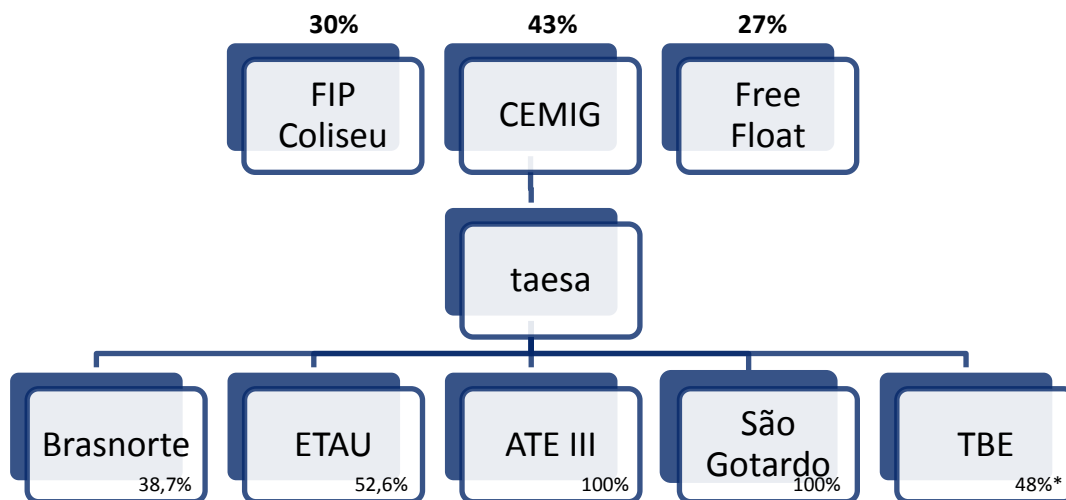 30%
43%
27%
FIP
Coliseu
CEMIG
Free
Float
taesa
Brasnorte
38,7%
ETAU
52,6%
ATE III
100%
São
Gotardo
100%
TBE
48%*